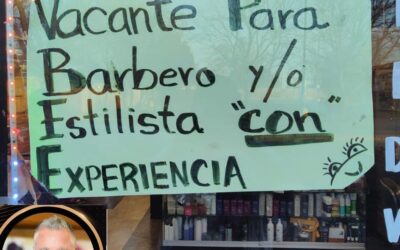 Vacante Para
Barbero y/o
Estilista "con"
Experiencia